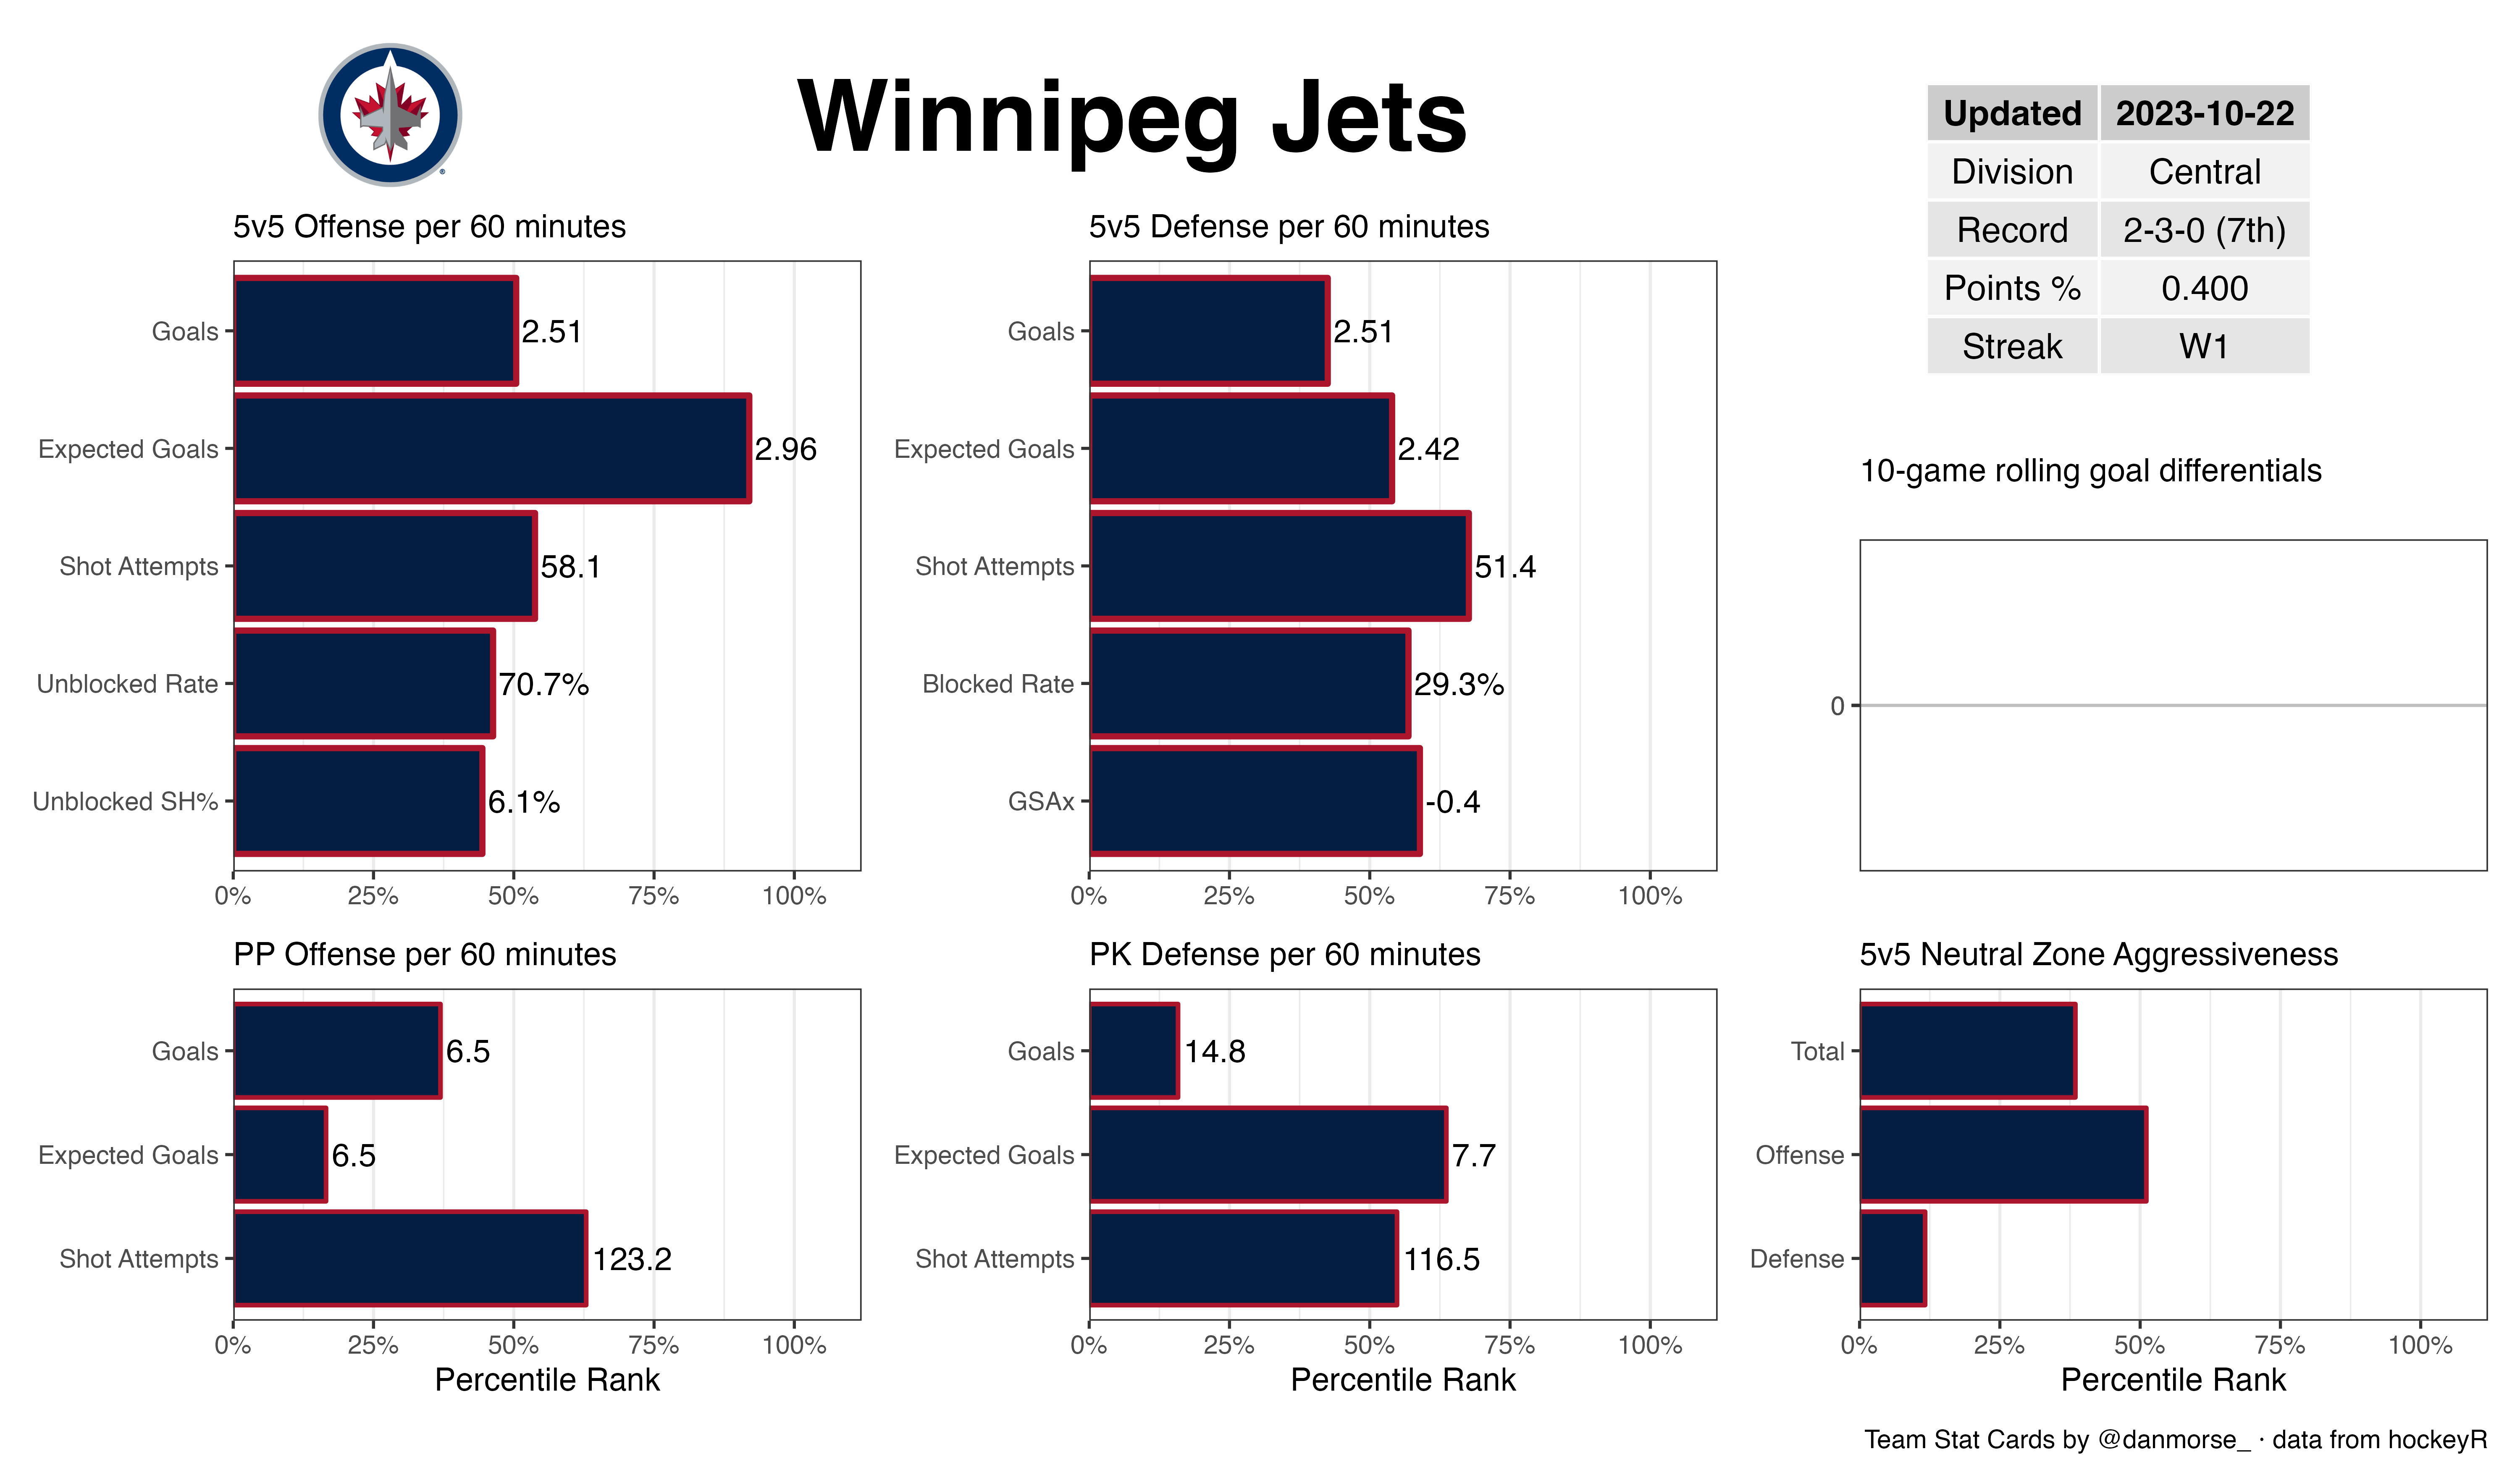 Winnipeg Jets
Updated 2023-10-22
Division Central
Record 2-3-0 (7th)
Points % 0.400
Streak W1
5v5 Offense per 60 minutes
Goals 2.51
Expected Goals 2.96
Shot Attempts 58.1
Unblocked Rate 70.7%
Unblocked SH% 6.1%
0% 25% 50% 75% 100%
5v5 Defense per 60 minutes
Goals 2.51
Expected Goals 2.42
Shot Attempts 51.4
Blocked Rate 29.3%
GSAx -0.4
0% 25% 50% 75% 100%
10-game rolling goal differentials
0
PP Offense per 60 minutes
Goals 6.5
Expected Goals 6.5
Shot Attempts 123.2
0% 25% 50% 75% 100%
Percentile Rank
PK Defense per 60 minutes
Goals 14.8
Expected Goals 7.7
Shot Attempts 116.5
0% 25% 50% 75% 100%
Percentile Rank
5v5 Neutral Zone Aggressiveness
Total
Offense
Defense
0% 25% 50% 75% 100%
Percentile Rank
Team Stat Cards by @danmorse_ · data from hockeyR